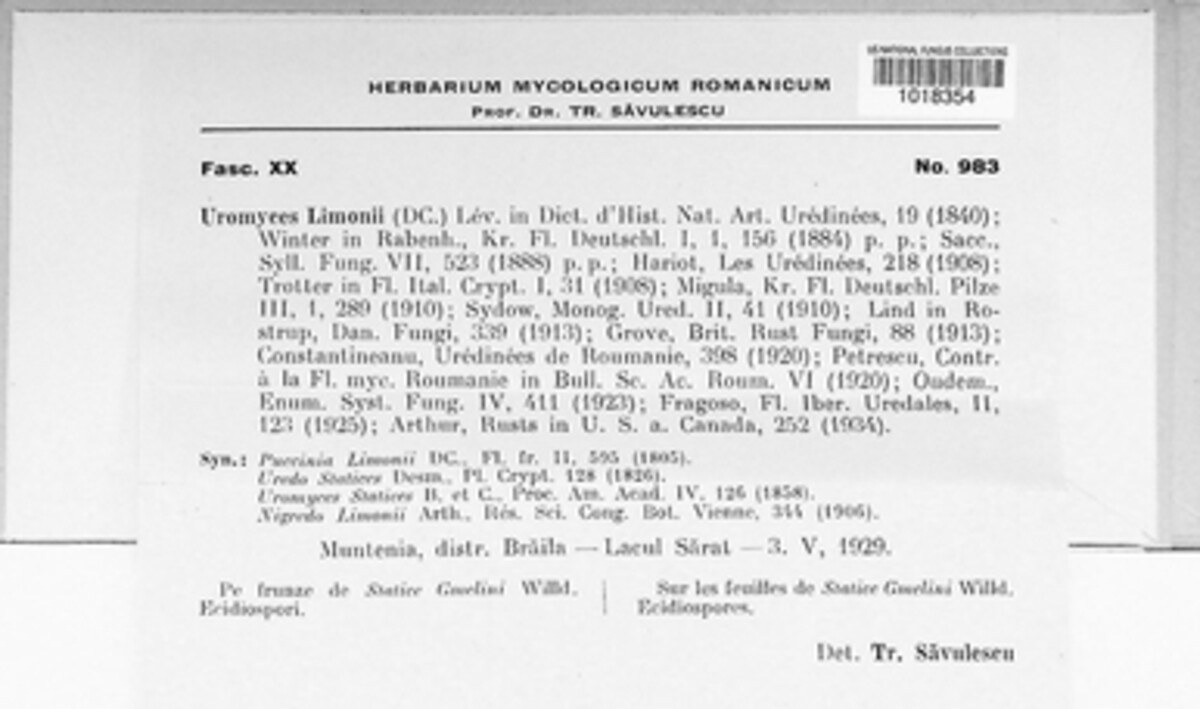 US NATIONAL FUNGUS COLLECTIONS
1018354
HERBARIUM MYCOLOGICUM ROMANICUM
PROF. DR. TR. SĂVULESCU
Fasc. XX No. 983
Uromyces Limonii (DC.) Lév. in Dict. d'Hist. Nat. Art. Urédinées, 19 (1840);
Winter in Rabenh., Kr. Fl. Deutschl. I, 1, 156 (1884) p. p.; Sacc.,
Syll. Fung. VII, 523 (1888) p. p.; Hariot, Les Urédinées, 218 (1908);
Trotter in Fl. Ital. Crypt. I, 31 (1908); Migula, Kr. Fl. Deutschl. Pilze
III, 1, 289 (1910); Sydow, Monog. Ured. II, 41 (1910); Lind in Ro-
strup, Dan. Fungi, 339 (1913); Grove, Brit. Rust Fungi, 88 (1913);
Constantineanu, Urédinées de Roumanie, 398 (1920); Petrescu, Contr.
à la Fl. myc. Roumanie in Bull. Sc. Ac. Roum. VI (1920); Oudem.,
Enum. Syst. Fung. IV, 411 (1923); Fragoso, Fl. Iber. Uredales, II,
123 (1925); Arthur, Rusts in U. S. a. Canada, 252 (1934).
Syn.: Puccinia Limonii DC., Fl. fr. II, 595 (1805).
Uredo Statices Desm., Pl. Crypt. 128 (1826).
Uromyces Statices B. et C., Proc. Am. Acad. IV, 126 (1858).
Nigredo Limonii Arth., Rés. Sci. Cong. Bot. Vienne, 344 (1906).
Muntenia, distr. Brăila — Lacul Sărat — 3. V, 1929.
Pe frunze de Statice Gmelini Willd.
Ecidiospori.
Sur les feuilles de Statice Gmelini Willd.
Ecidiospores.
Det. Tr. Săvulescu